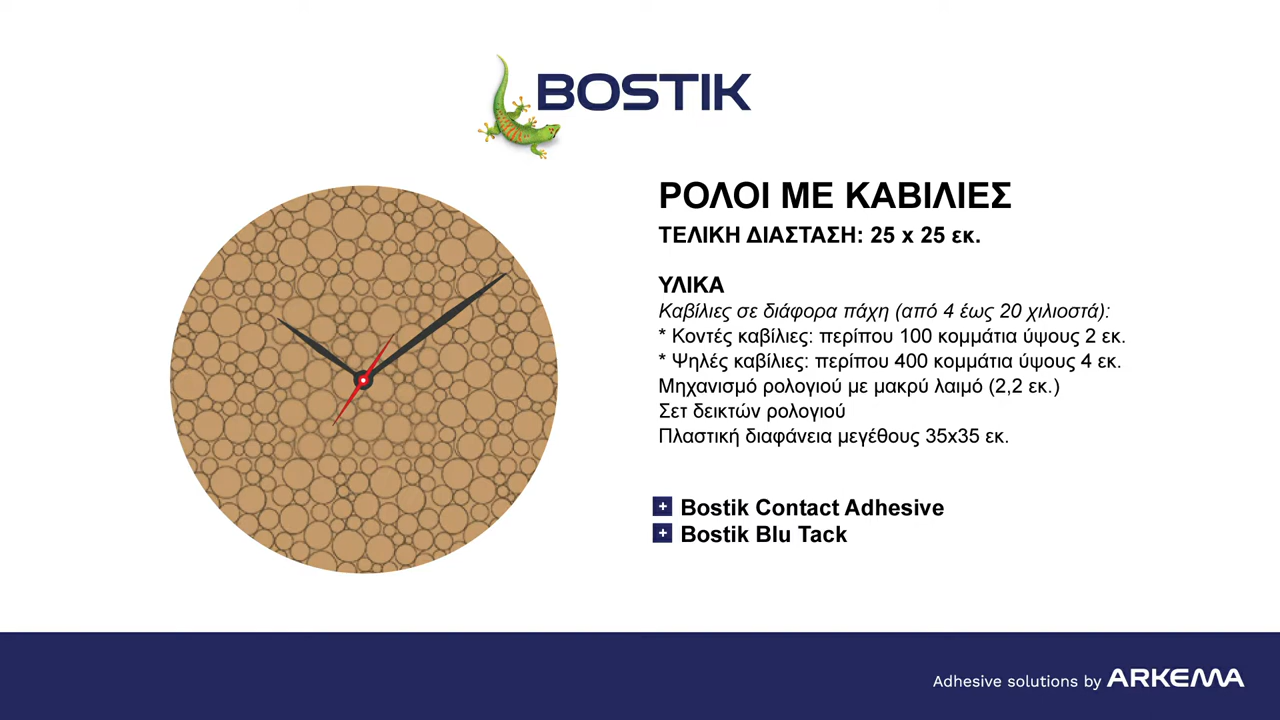 BOSTIK
ΡΟΛΟΙ ΜΕ ΚΑΒΙΛΙΕΣ
ΤΕΛΙΚΗ ΔΙΑΣΤΑΣΗ: 25 x 25 εκ.
ΥΛΙΚΑ
Καβίλιες σε διάφορα πάχη (από 4 έως 20 χιλιοστά):
* Κοντές καβίλιες: περίπου 100 κομμάτια ύψους 2 εκ.
* Ψηλές καβίλιες: περίπου 400 κομμάτια ύψους 4 εκ.
Μηχανισμό ρολογιού με μακρύ λαιμό (2,2 εκ.)
Σετ δεικτών ρολογιού
Πλαστική διαφάνεια μεγέθους 35x35 εκ.
+ Bostik Contact Adhesive
+ Bostik Blu Tack
Adhesive solutions by ARKEMA